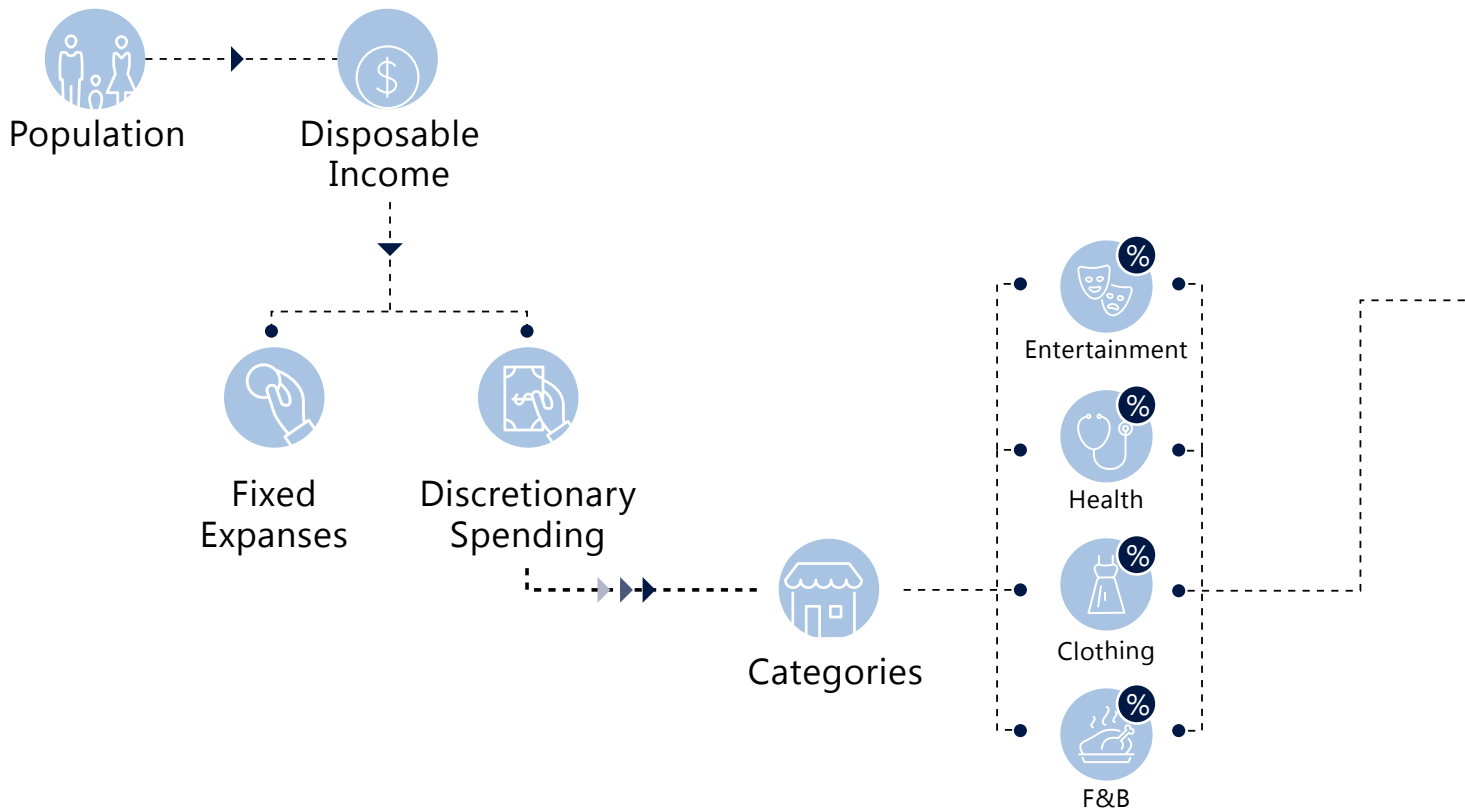 Population
Disposable
Income
$
Fixed
Expanses
$
Discretionary
Spending
Categories
%
Entertainment
%
Health
%
Clothing
%
F&B